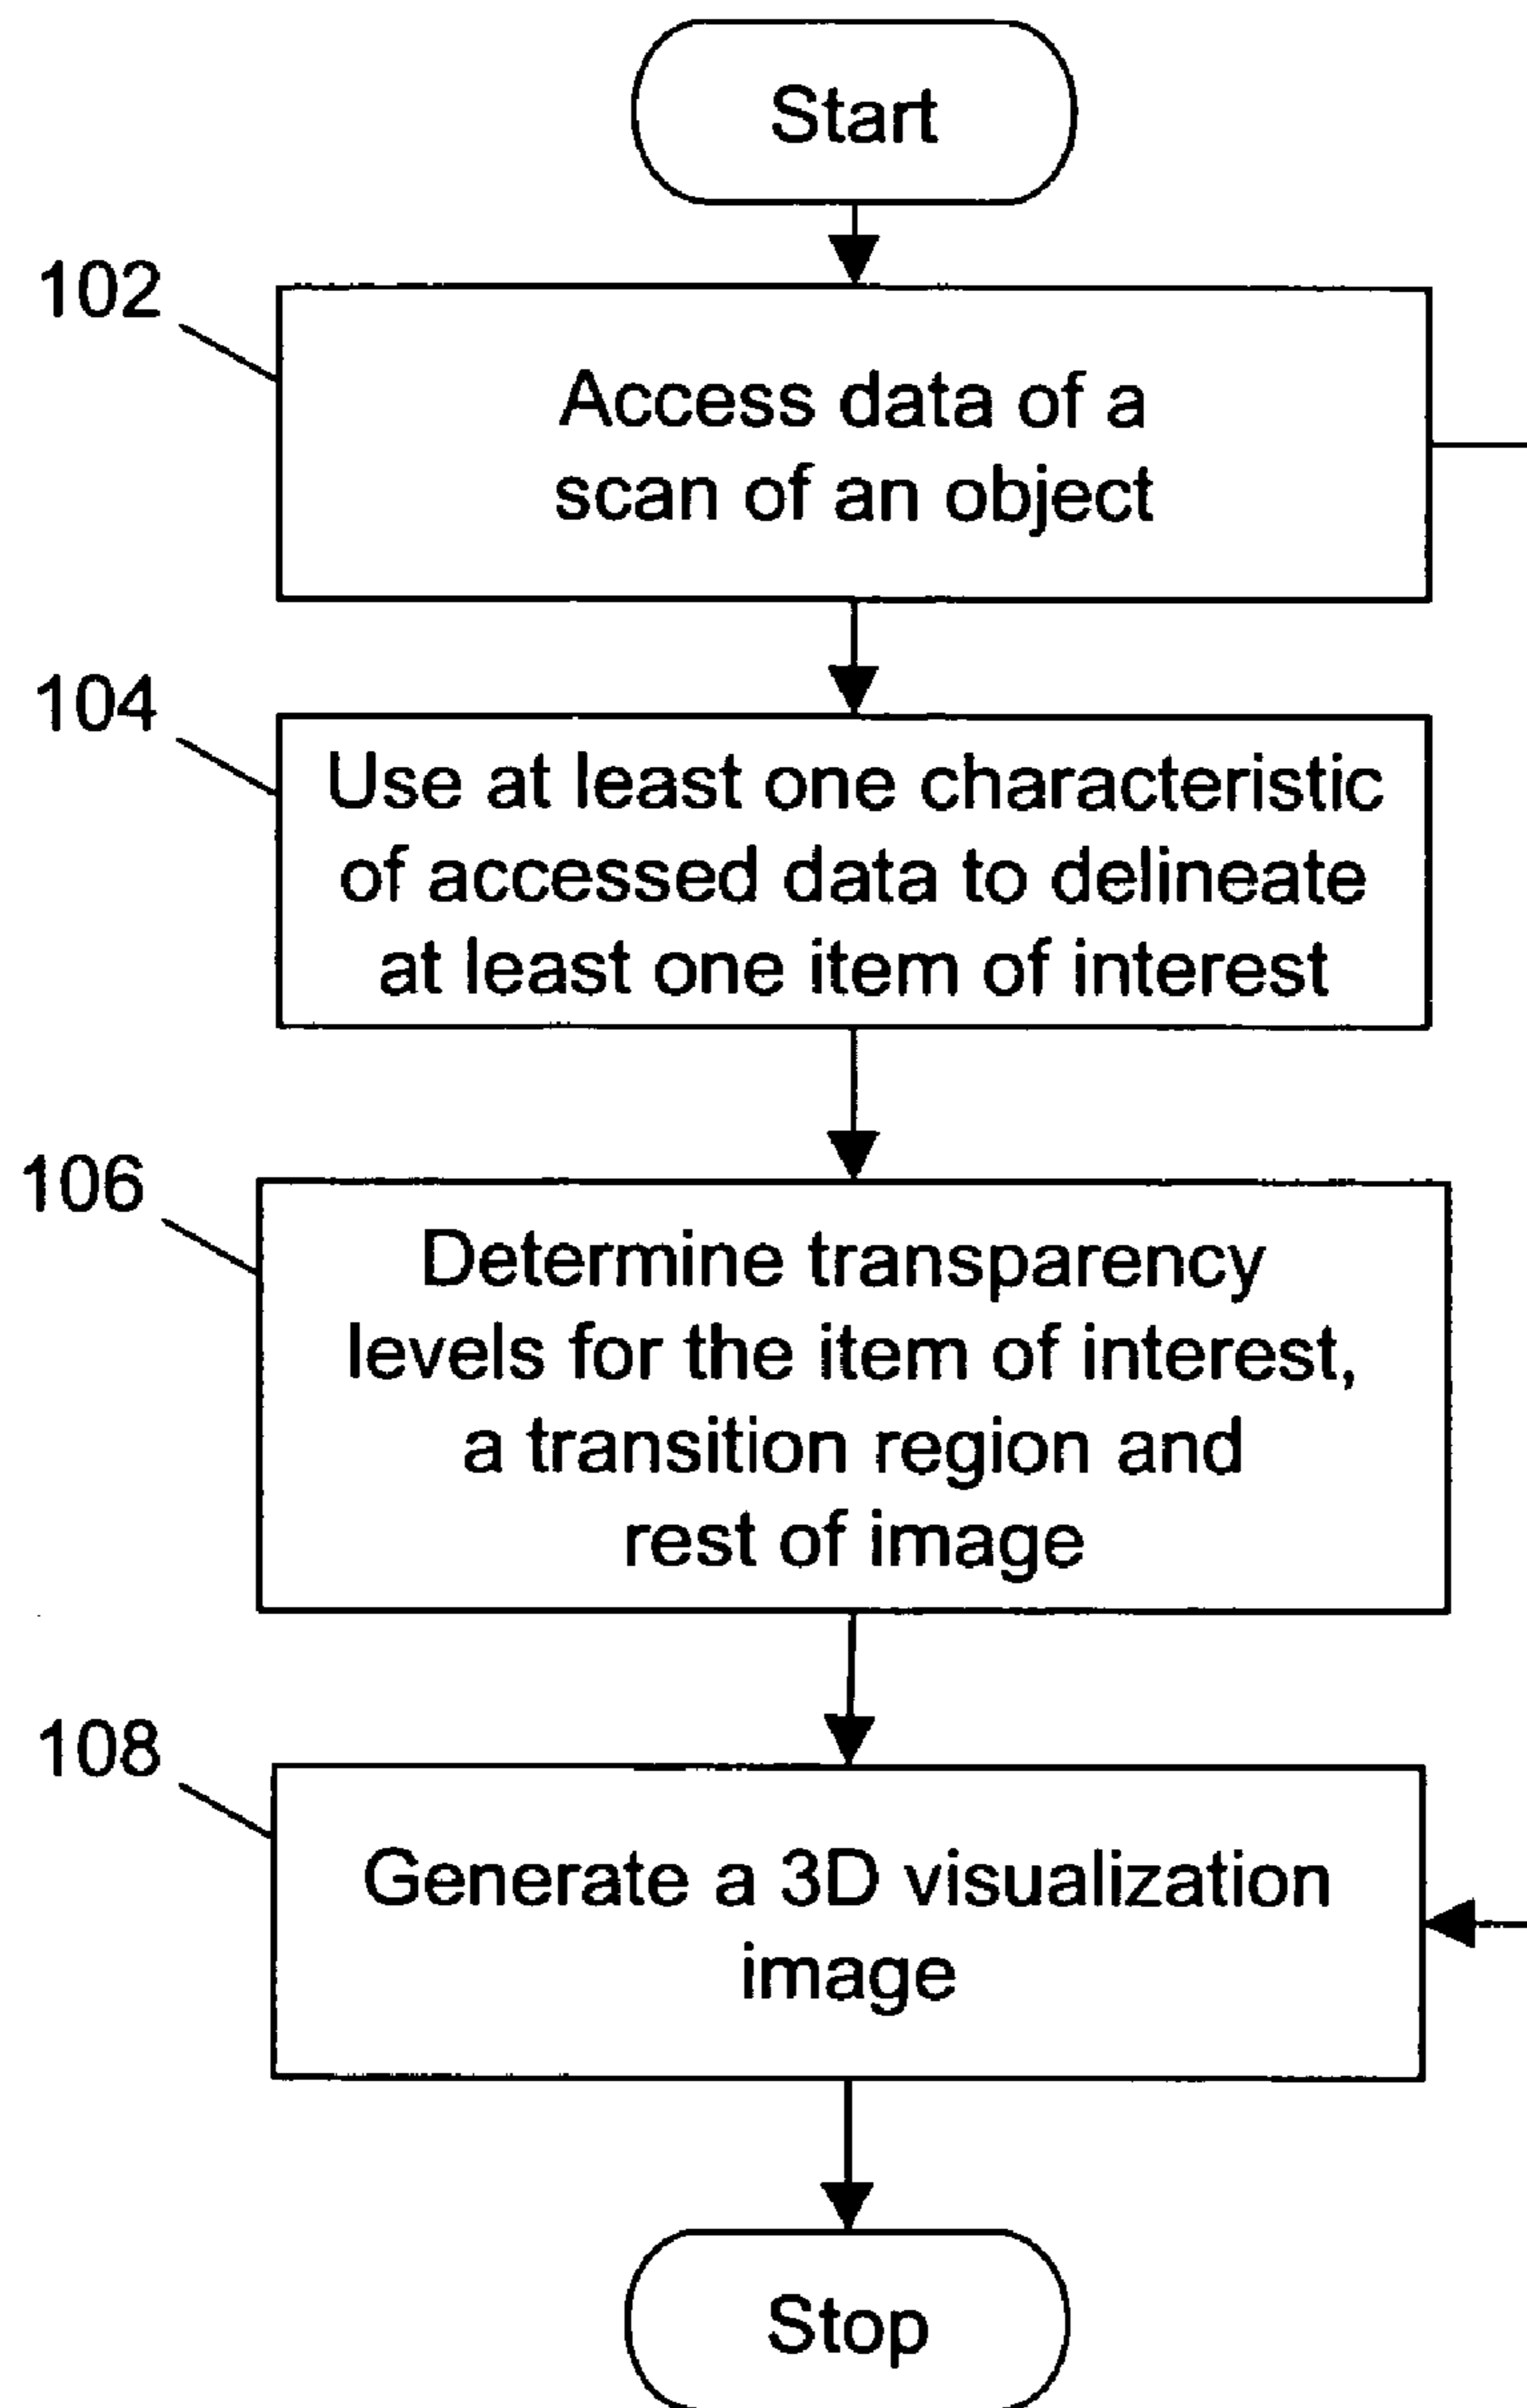 Start
102
Access data of a
scan of an object
104
Use at least one characteristic
of accessed data to delineate
at least one item of interest
106
Determine transparency
levels for the item of interest,
a transition region and
rest of image
108
Generate a 3D visualization
image
Stop